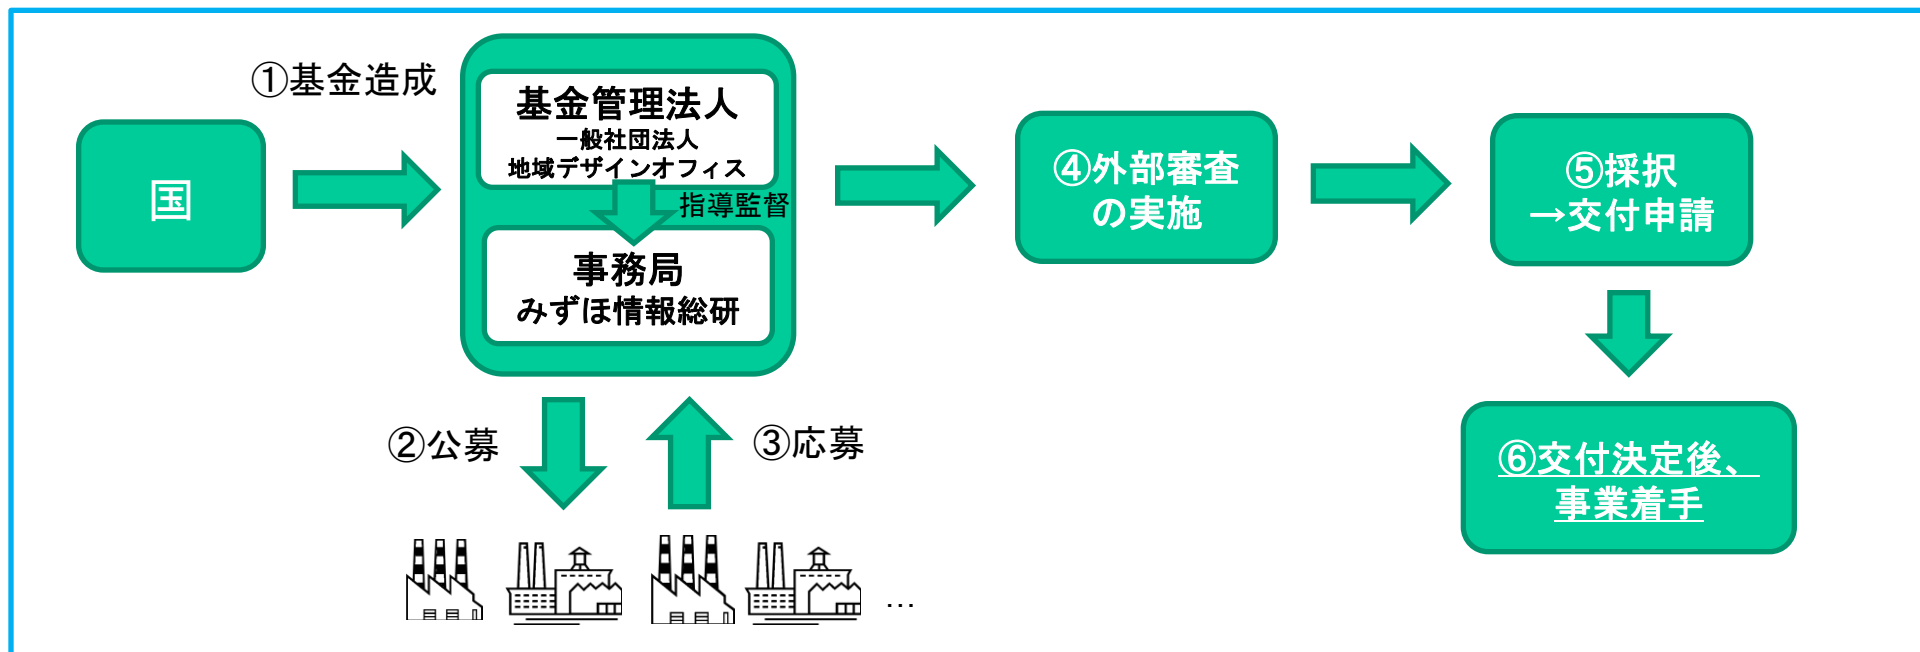 ①基金造成
国
基金管理法人
一般社団法人
地域デザインオフィス
指導監督
事務局
みずほ情報総研
②公募
③応募
…
④外部審査
の実施
⑤採択
→交付申請
⑥交付決定後、
事業着手